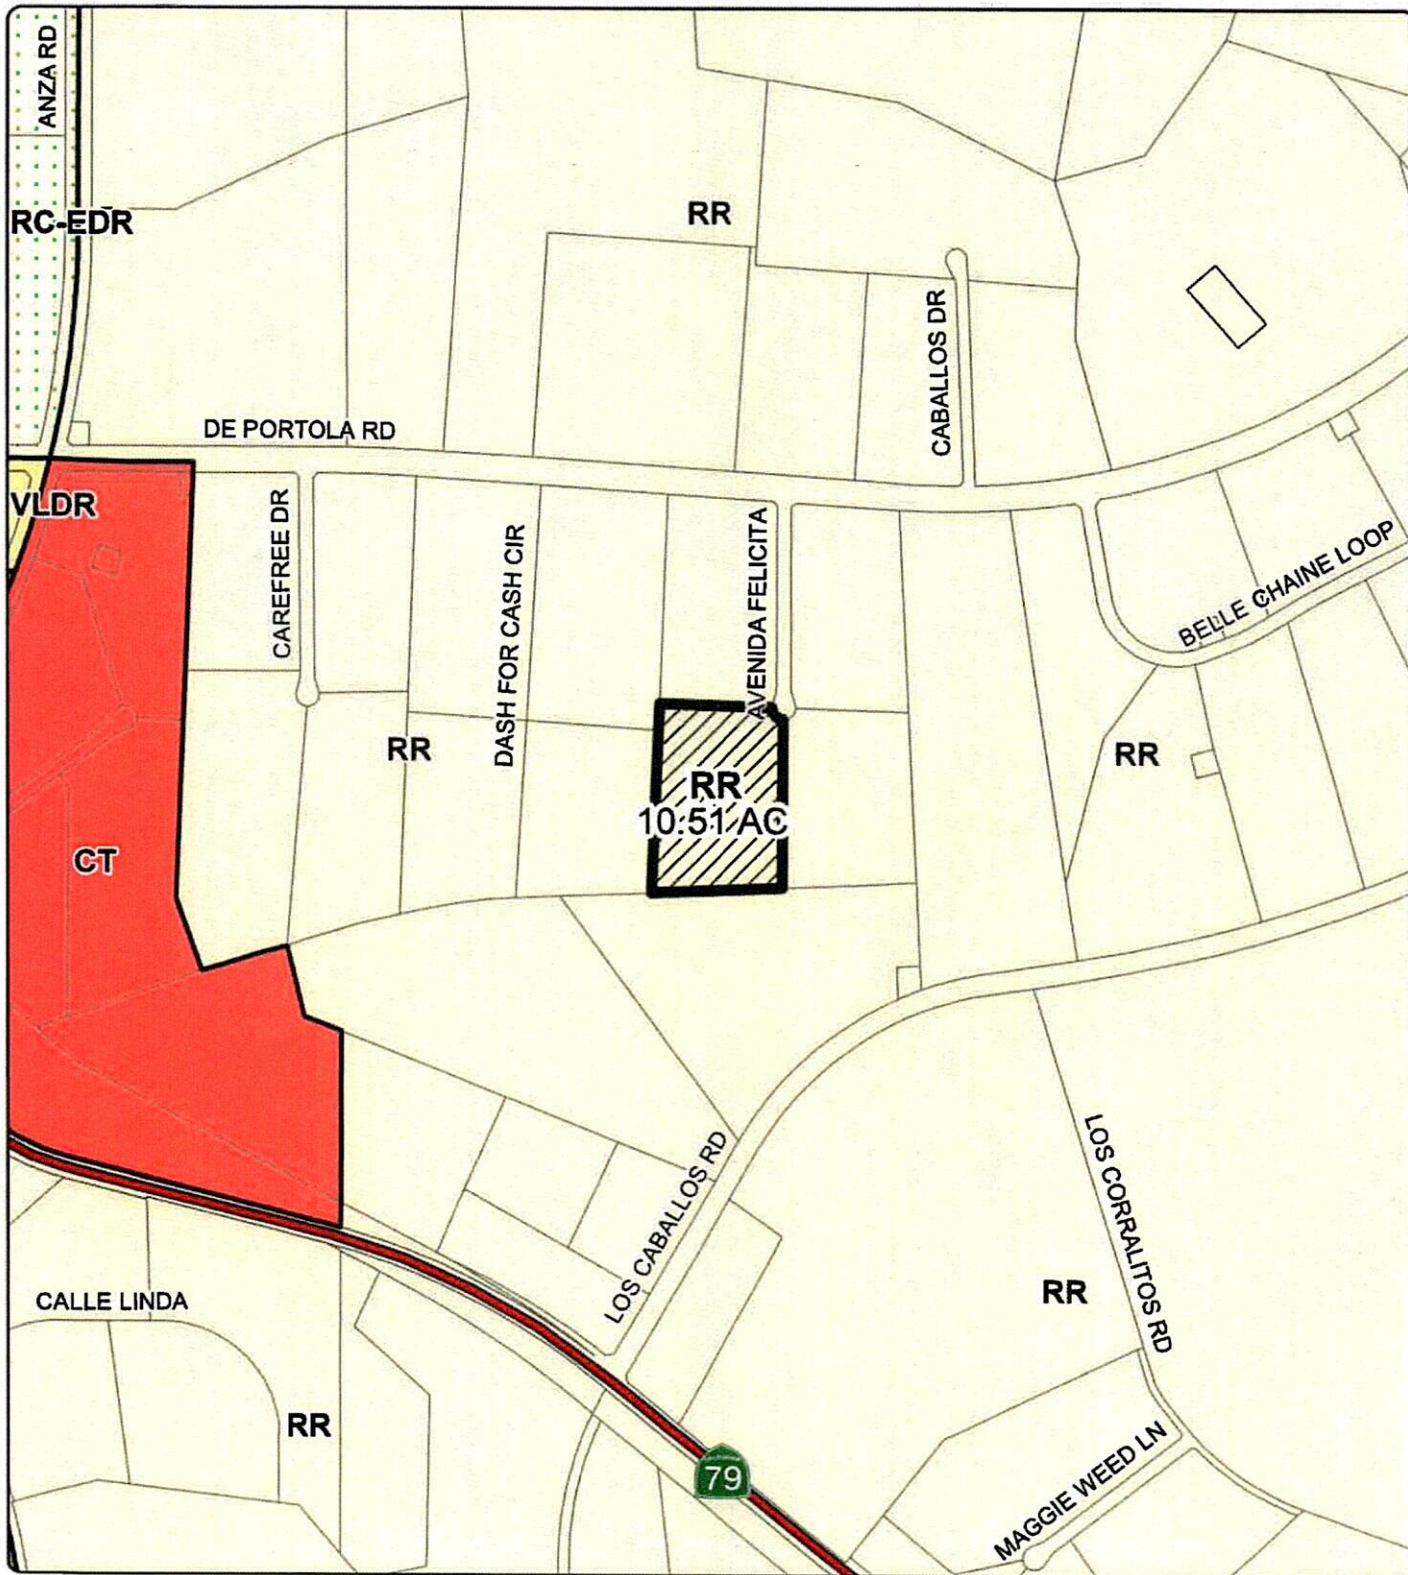 ANZA RD
RC-EDR
RR
CABALLOS DR
DE PORTOLA RD
VLDR
CAREFREE DR
DASH FOR CASH CIR
AVENIDA FELICITA
BELLE CHAINE LOOP
RR
RR
RR
10.51 AC
CT
LOS CABALLOS RD
LOS CORRALITOS RD
CALLE LINDA
RR
RR
79
MAGGIE WEED LN